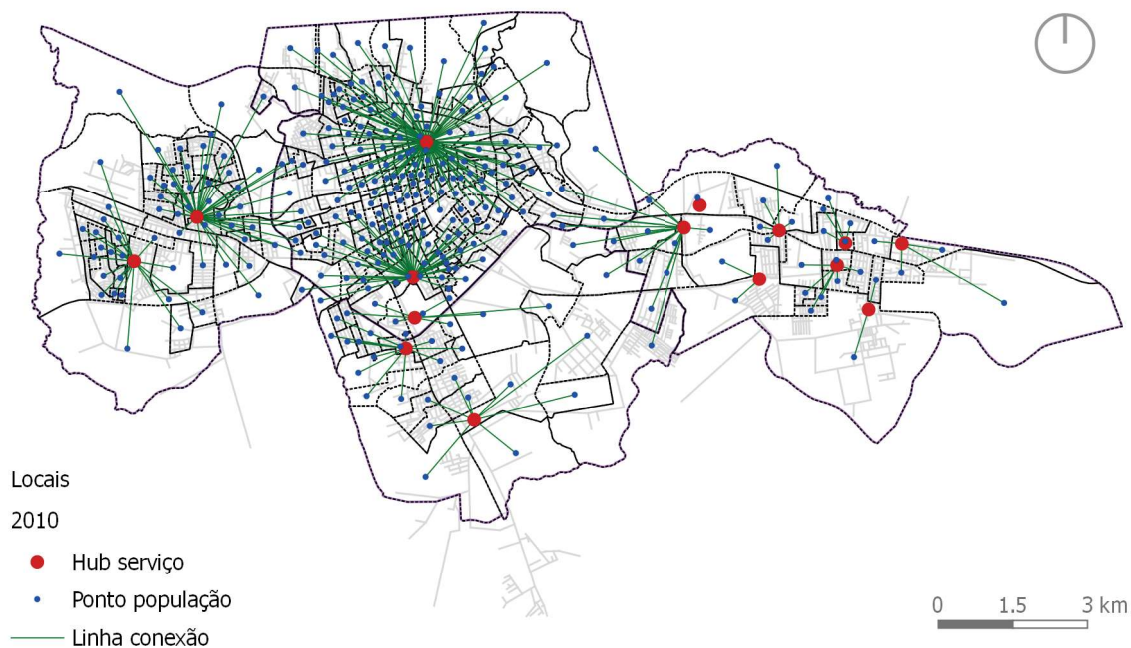 Locais
2010
Hub serviço
Ponto população
Linha conexão
0 1.5 3 km